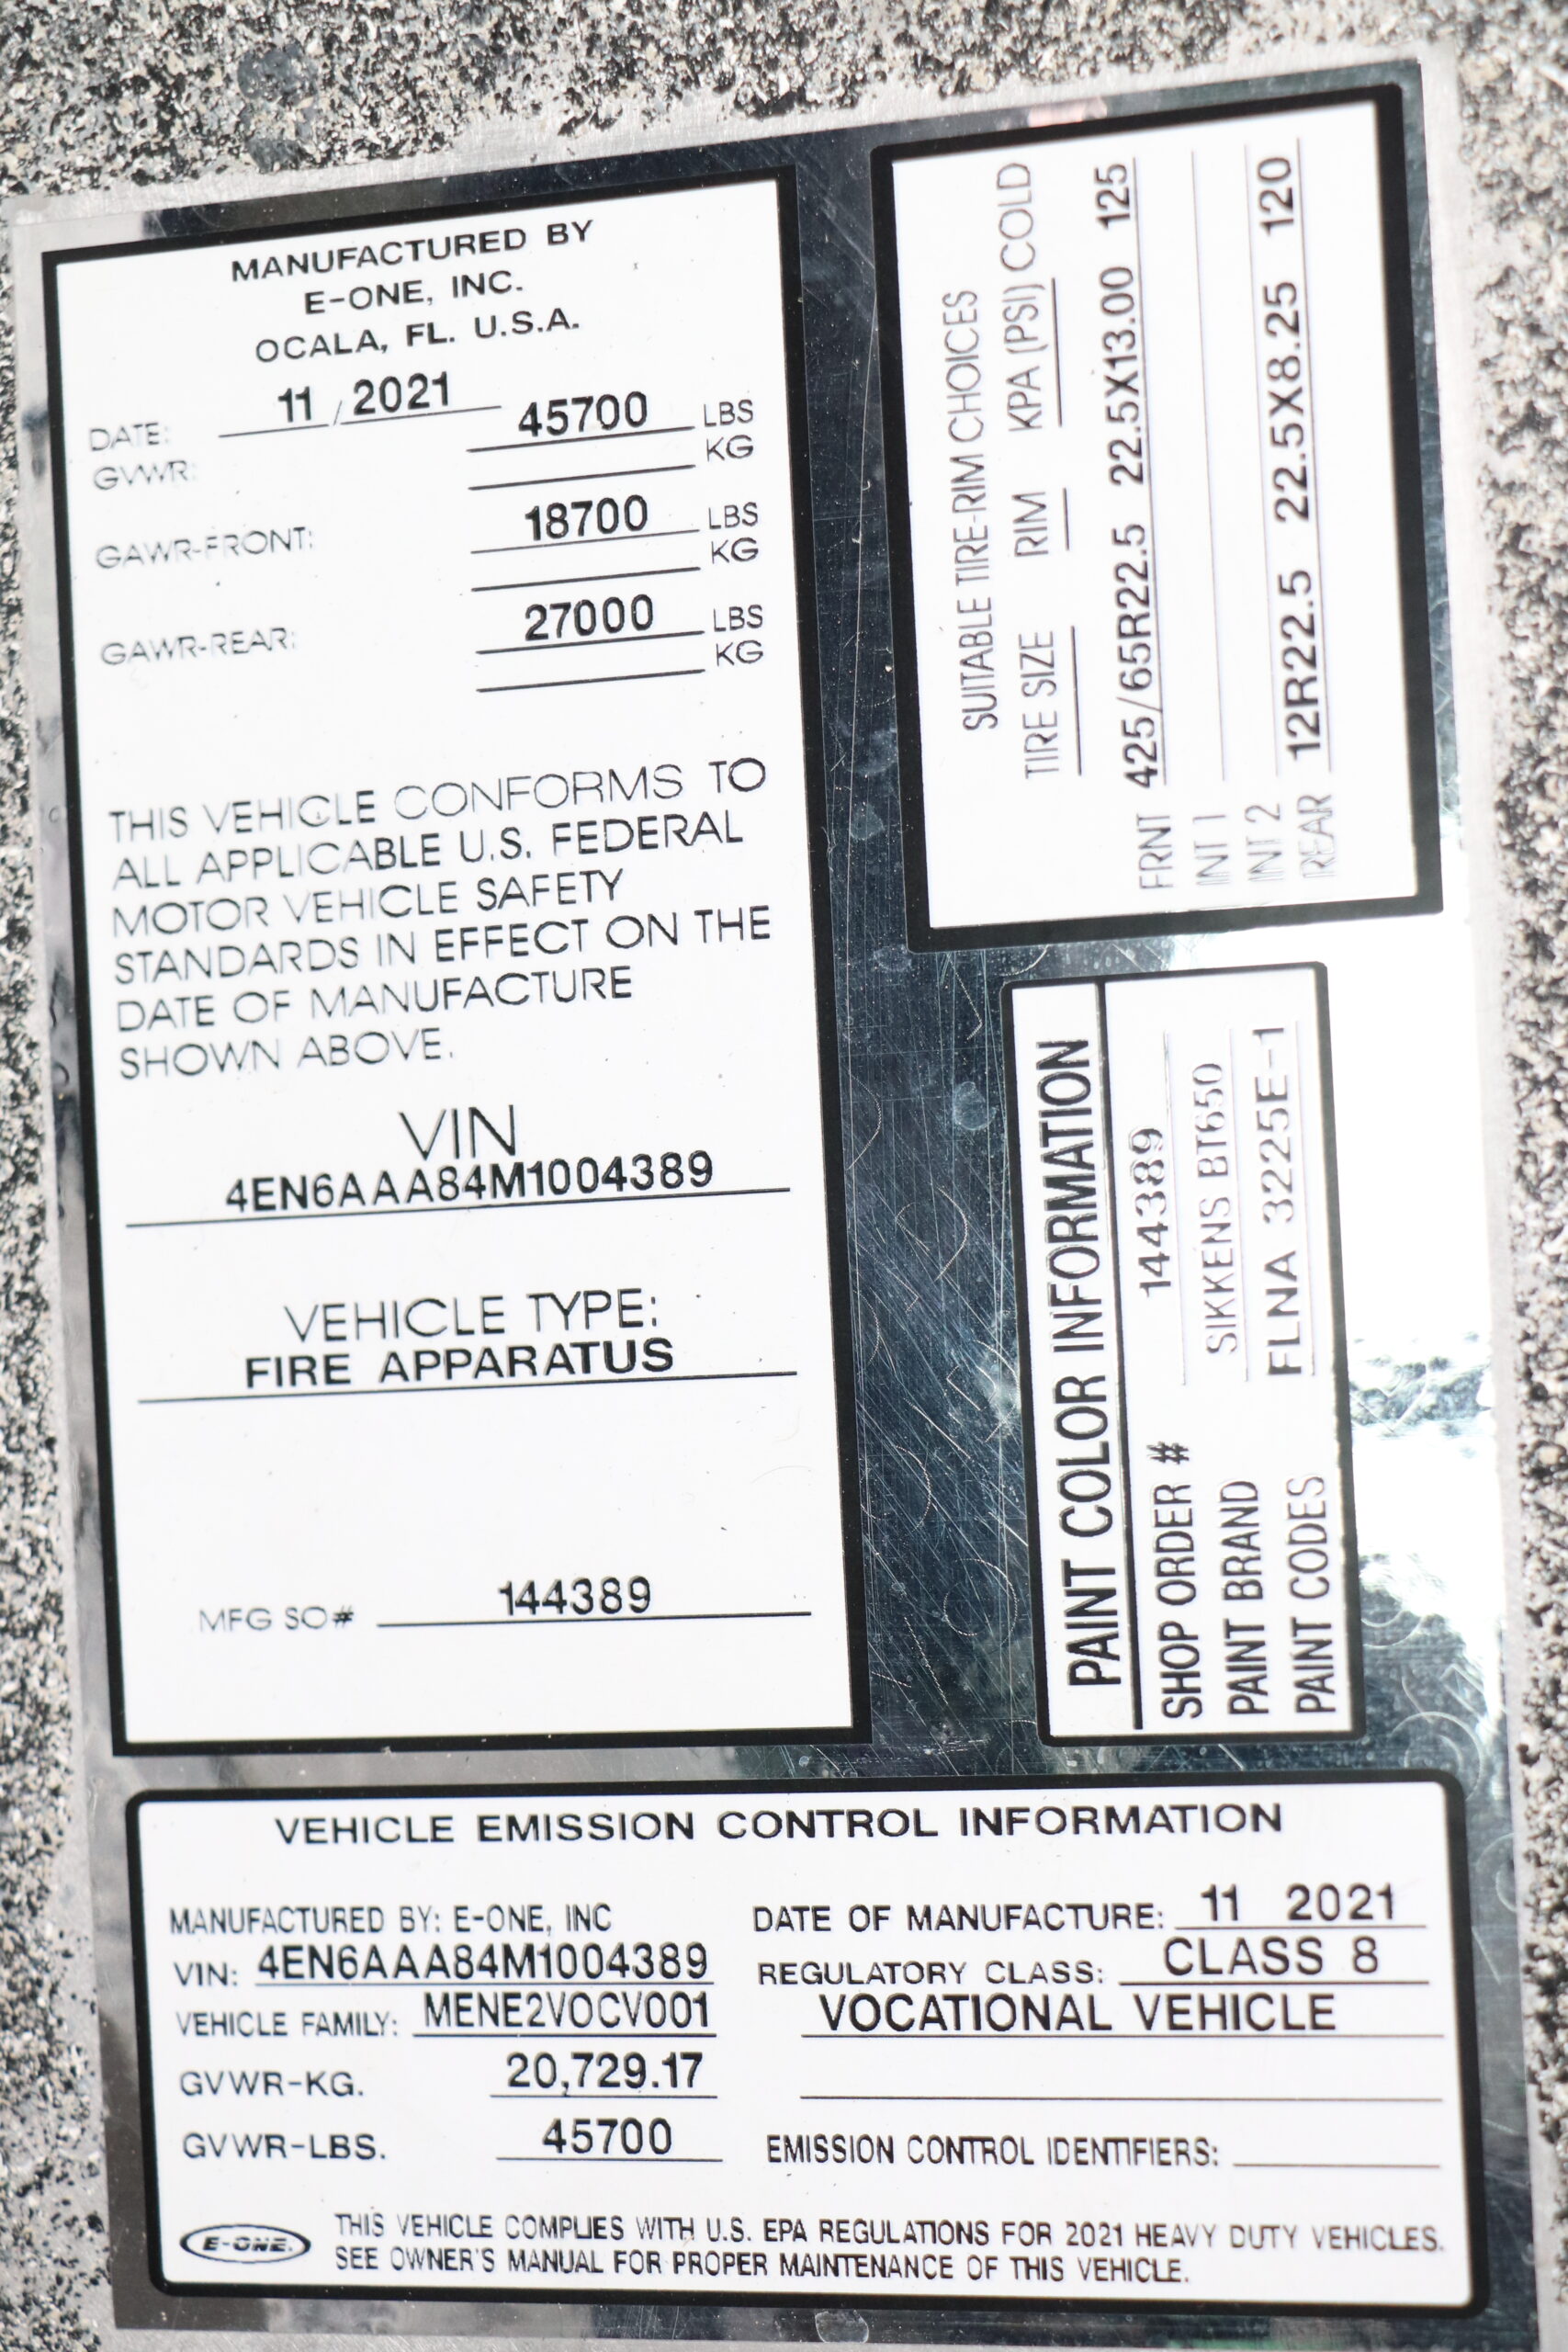 MANUFACTURED BY
E-ONE, INC.
OCALA, FL. U.S.A.
DATE: 11 / 2021
GVWR: 45700 LBS
KG
GAWR-FRONT: 18700 LBS
KG
GAWR-REAR: 27000 LBS
KG
THIS VEHICLE CONFORMS TO
ALL APPLICABLE U.S. FEDERAL
MOTOR VEHICLE SAFETY
STANDARDS IN EFFECT ON THE
DATE OF MANUFACTURE
SHOWN ABOVE.
VIN
4EN6AAA84M1004389
VEHICLE TYPE:
FIRE APPARATUS
MFG SO# 144389
SUITABLE TIRE-RIM CHOICES
TIRE SIZE RIM KPA (PSI) COLD
FRNT 425/65R22.5 22.5X13.00 125
INT 1
INT 2
REAR 12R22.5 22.5X8.25 120
PAINT COLOR INFORMATION
SHOP ORDER # 144389
PAINT BRAND SIKKENS BT650
PAINT CODES FLNA 3225E-1
VEHICLE EMISSION CONTROL INFORMATION
MANUFACTURED BY: E-ONE, INC DATE OF MANUFACTURE: 11 2021
VIN: 4EN6AAA84M1004389 REGULATORY CLASS: CLASS 8
VEHICLE FAMILY: MENE2VOCV001 VOCATIONAL VEHICLE
GVWR-KG. 20,729.17
GVWR-LBS. 45700 EMISSION CONTROL IDENTIFIERS:
E-ONE. THIS VEHICLE COMPLIES WITH U.S. EPA REGULATIONS FOR 2021 HEAVY DUTY VEHICLES.
SEE OWNER'S MANUAL FOR PROPER MAINTENANCE OF THIS VEHICLE.